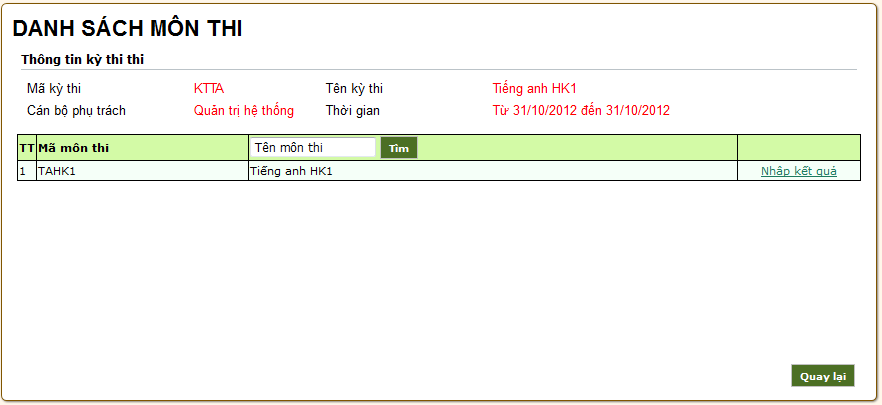 DANH SÁCH MÔN THI
Thông tin kỳ thi thi
Mã kỳ thi KTTA Tên kỳ thi Tiếng anh HK1
Cán bộ phụ trách Quản trị hệ thống Thời gian Từ 31/10/2012 đến 31/10/2012
TT Mã môn thi Tên môn thi Tìm
1 TAHK1 Tiếng anh HK1 Nhập kết quả
Quay lại